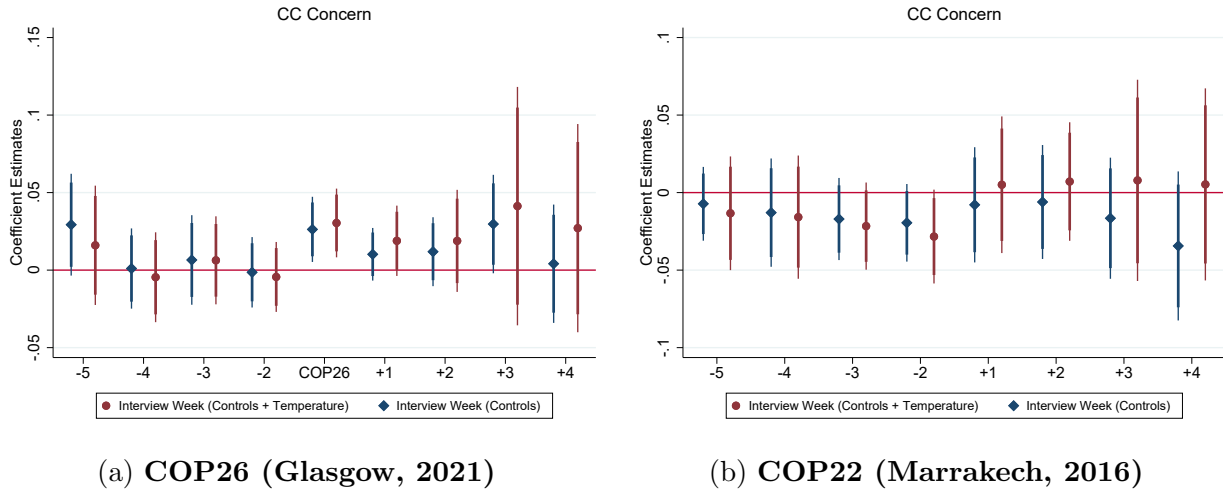 CC Concern
Coefficient Estimates
.15
.1
.05
0
-.05
-5 -4 -3 -2 COP26 +1 +2 +3 +4
Interview Week (Controls + Temperature) Interview Week (Controls)
(a) COP26 (Glasgow, 2021)
CC Concern
Coefficient Estimates
.1
.05
0
-.05
-.1
-5 -4 -3 -2 +1 +2 +3 +4
Interview Week (Controls + Temperature) Interview Week (Controls)
(b) COP22 (Marrakech, 2016)